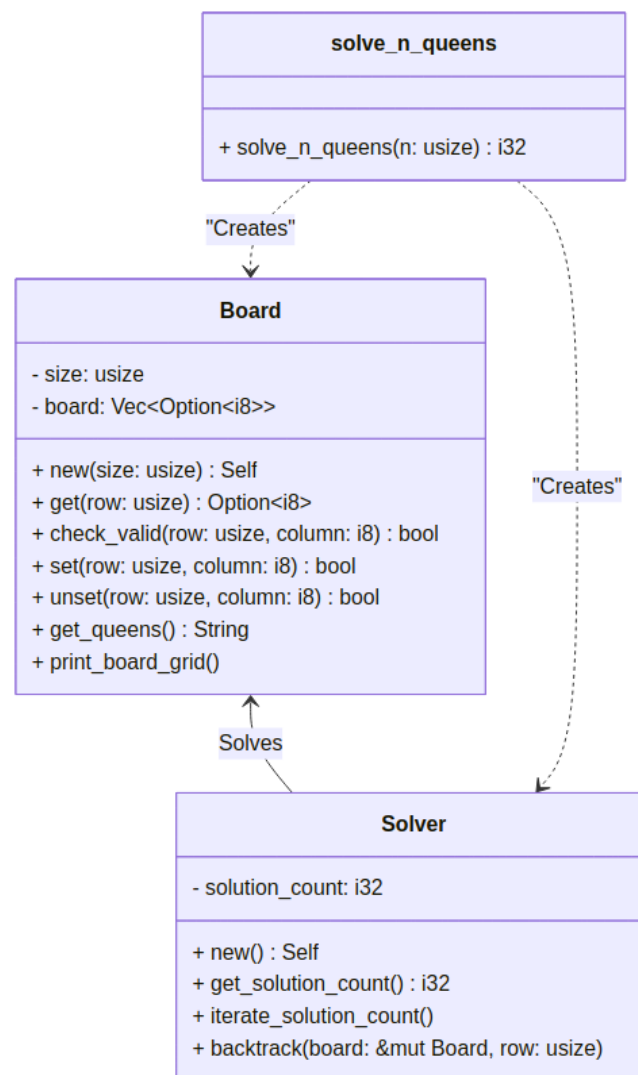 solve_n_queens
+ solve_n_queens(n: usize) : i32
"Creates"
Board
- size: usize
- board: Vec<Option<i8>>
+ new(size: usize) : Self
+ get(row: usize) : Option<i8>
+ check_valid(row: usize, column: i8) : bool
+ set(row: usize, column: i8) : bool
+ unset(row: usize, column: i8) : bool
+ get_queens() : String
+ print_board_grid()
"Creates"
Solves
Solver
- solution_count: i32
+ new() : Self
+ get_solution_count() : i32
+ iterate_solution_count()
+ backtrack(board: &mut Board, row: usize)